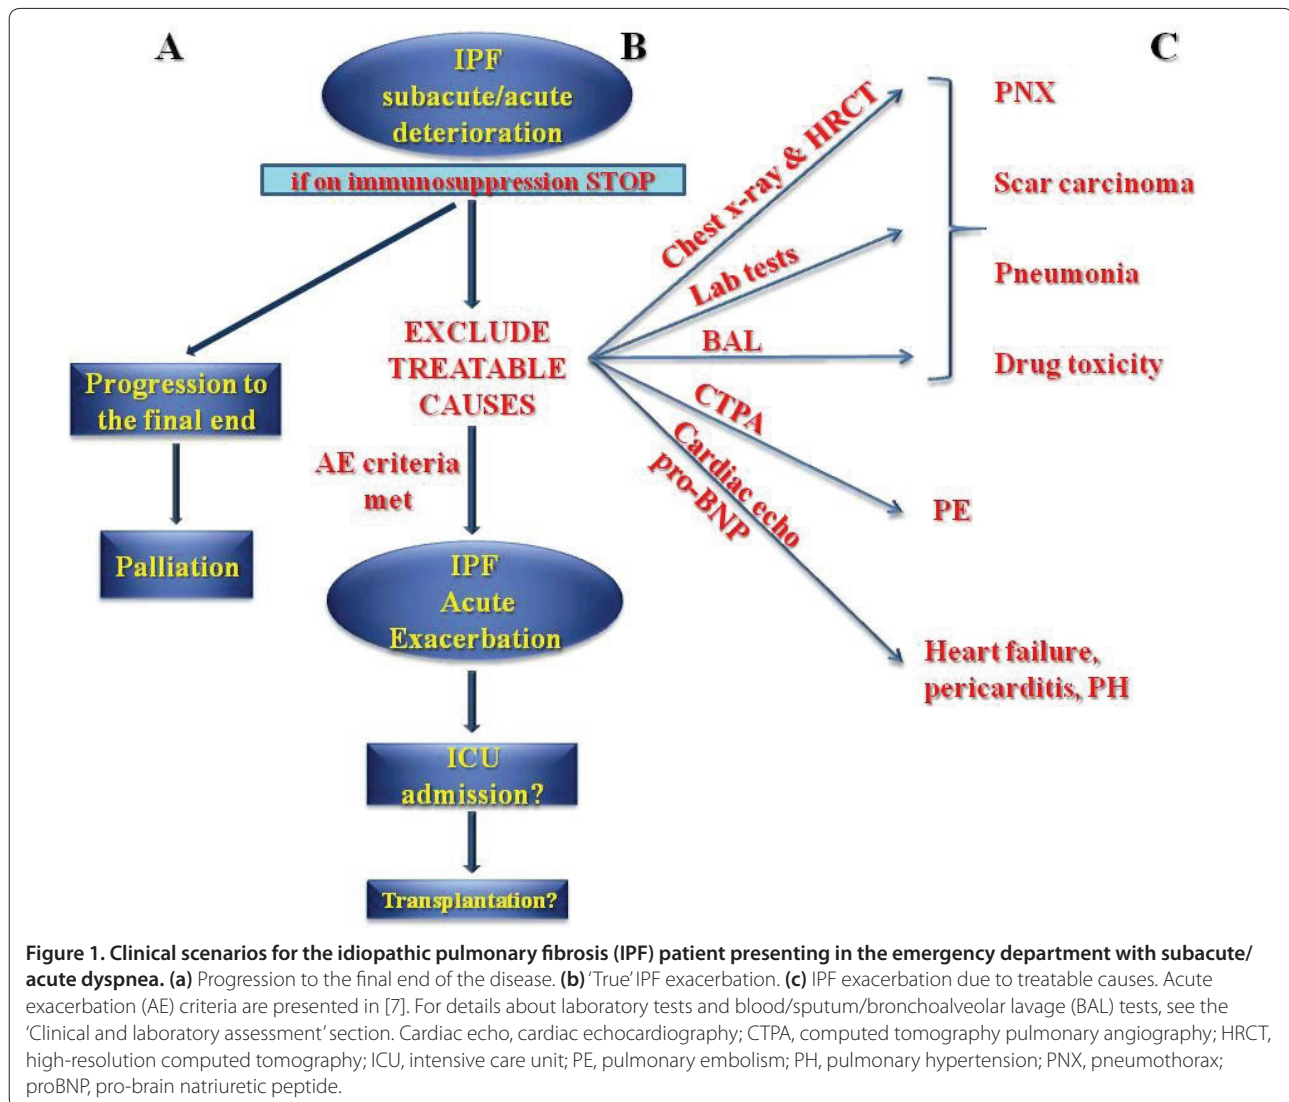 A
B
C
IPF
subacute/acute
deterioration
if on immunosuppression STOP
Progression to
the final end
Palliation
EXCLUDE
TREATABLE
CAUSES
AE criteria
met
IPF
Acute
Exacerbation
ICU
admission?
Transplantation?
Chest x-ray & HRCT
Lab tests
BAL
CTPA
Cardiac echo
pro-BNP
PNX
Scar carcinoma
Pneumonia
Drug toxicity
PE
Heart failure,
pericarditis, PH
Figure 1. Clinical scenarios for the idiopathic pulmonary fibrosis (IPF) patient presenting in the emergency department with subacute/
acute dyspnea. (a) Progression to the final end of the disease. (b) ‘True’ IPF exacerbation. (c) IPF exacerbation due to treatable causes. Acute
exacerbation (AE) criteria are presented in [7]. For details about laboratory tests and blood/sputum/bronchoalveolar lavage (BAL) tests, see the
‘Clinical and laboratory assessment’ section. Cardiac echo, cardiac echocardiography; CTPA, computed tomography pulmonary angiography; HRCT,
high-resolution computed tomography; ICU, intensive care unit; PE, pulmonary embolism; PH, pulmonary hypertension; PNX, pneumothorax;
proBNP, pro-brain natriuretic peptide.